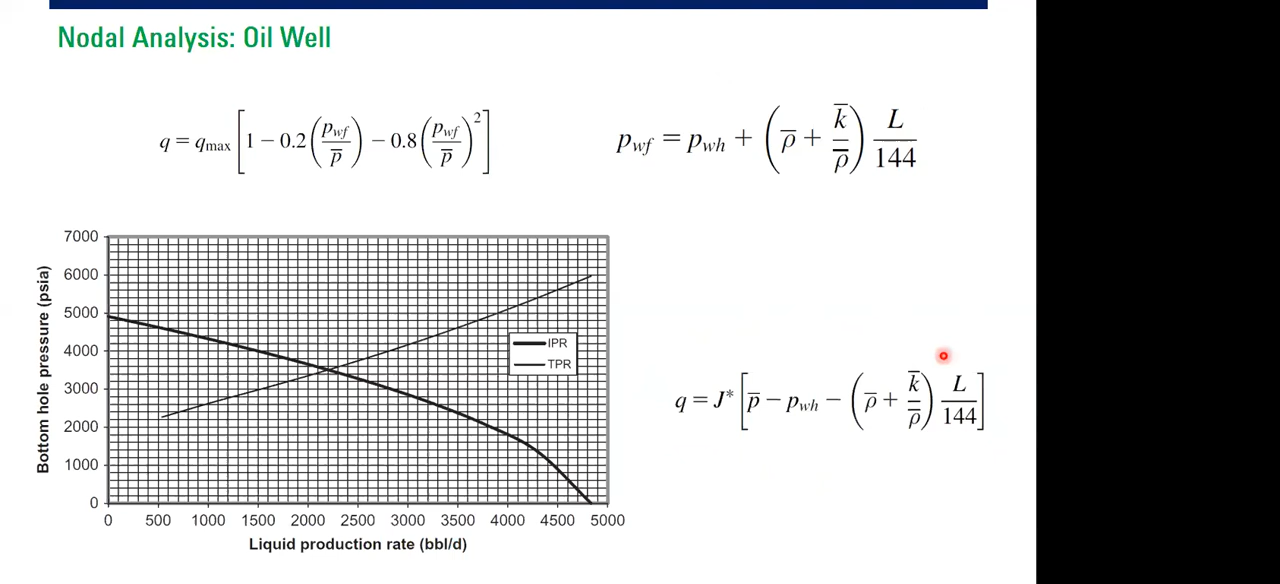 Nodal Analysis: Oil Well
q = q_max [1 − 0.2 (p_wf / p̄) − 0.8 (p_wf / p̄)²]
p_wf = p_wh + (ρ̄ + k̄ / ρ̄) L / 144
7000
6000
5000
4000
3000
2000
1000
0
Bottom hole pressure (psia)
IPR
TPR
0 500 1000 1500 2000 2500 3000 3500 4000 4500 5000
Liquid production rate (bbl/d)
q = J* [p̄ − p_wh − (ρ̄ + k̄ / ρ̄) L / 144]